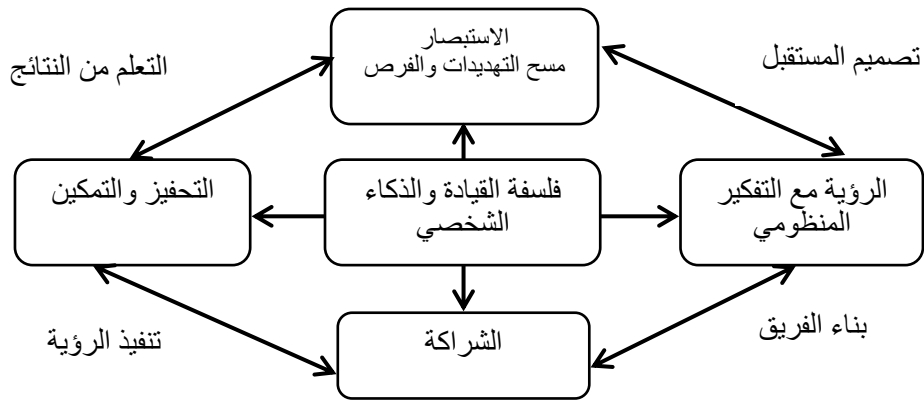 الاستبصار
مسح التهديدات والفرص
تصميم المستقبل
التعلم من النتائج
الرؤية مع التفكير
المنظومي
فلسفة القيادة والذكاء
الشخصي
التحفيز والتمكين
بناء الفريق
الشراكة
تنفيذ الرؤية